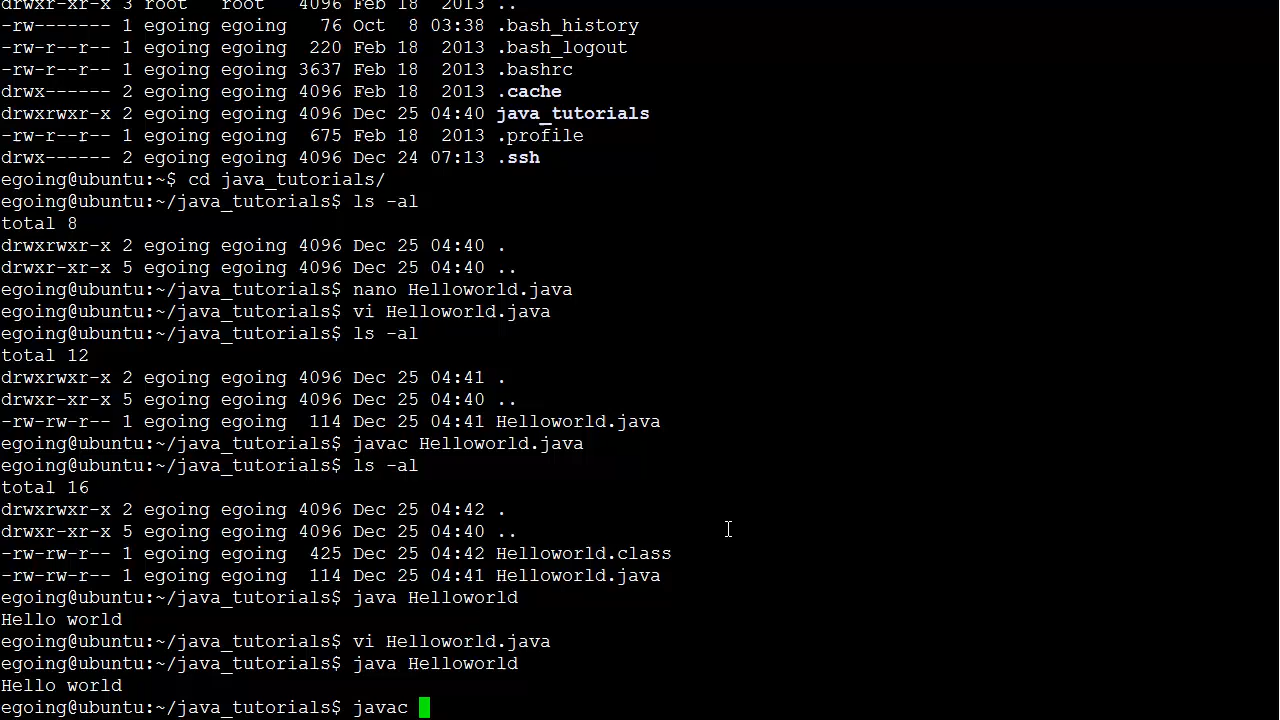 drwxr-xr-x 3 root   root   4096 Feb 18  2013 ..
-rw------- 1 egoing egoing   76 Oct  8 03:38 .bash_history
-rw-r--r-- 1 egoing egoing  220 Feb 18  2013 .bash_logout
-rw-r--r-- 1 egoing egoing 3637 Feb 18  2013 .bashrc
drwx------ 2 egoing egoing 4096 Feb 18  2013 .cache
drwxrwxr-x 2 egoing egoing 4096 Dec 25 04:40 java_tutorials
-rw-r--r-- 1 egoing egoing  675 Feb 18  2013 .profile
drwx------ 2 egoing egoing 4096 Dec 24 07:13 .ssh
egoing@ubuntu:~$ cd java_tutorials/
egoing@ubuntu:~/java_tutorials$ ls -al
total 8
drwxrwxr-x 2 egoing egoing 4096 Dec 25 04:40 .
drwxr-xr-x 5 egoing egoing 4096 Dec 25 04:40 ..
egoing@ubuntu:~/java_tutorials$ nano Helloworld.java
egoing@ubuntu:~/java_tutorials$ vi Helloworld.java
egoing@ubuntu:~/java_tutorials$ ls -al
total 12
drwxrwxr-x 2 egoing egoing 4096 Dec 25 04:41 .
drwxr-xr-x 5 egoing egoing 4096 Dec 25 04:40 ..
-rw-rw-r-- 1 egoing egoing  114 Dec 25 04:41 Helloworld.java
egoing@ubuntu:~/java_tutorials$ javac Helloworld.java
egoing@ubuntu:~/java_tutorials$ ls -al
total 16
drwxrwxr-x 2 egoing egoing 4096 Dec 25 04:42 .
drwxr-xr-x 5 egoing egoing 4096 Dec 25 04:40 ..
-rw-rw-r-- 1 egoing egoing  425 Dec 25 04:42 Helloworld.class
-rw-rw-r-- 1 egoing egoing  114 Dec 25 04:41 Helloworld.java
egoing@ubuntu:~/java_tutorials$ java Helloworld
Hello world
egoing@ubuntu:~/java_tutorials$ vi Helloworld.java
egoing@ubuntu:~/java_tutorials$ java Helloworld
Hello world
egoing@ubuntu:~/java_tutorials$ javac